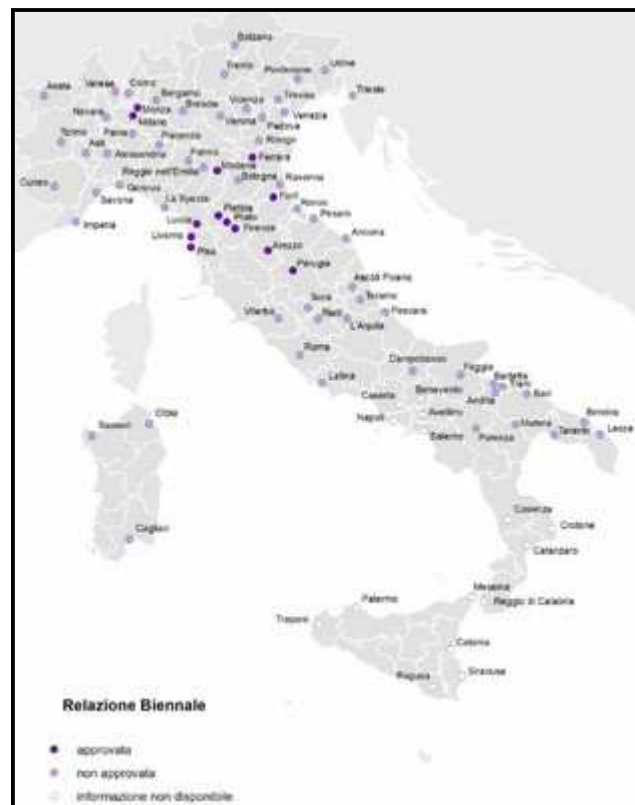 Bolzano
Trento
Pordenone
Udine
Aosta
Varese
Como
Bergamo
Brescia
Vicenza
Treviso
Trieste
Novara
Monza
Milano
Verona
Padova
Venezia
Torino
Asti
Pavia
Piacenza
Rovigo
Alessandria
Parma
Modena
Ferrara
Cuneo
Reggio nell'Emilia
Bologna
Ravenna
Genova
Savona
La Spezia
Forlì
Rimini
Imperia
Pistoia
Prato
Pesaro
Lucca
Firenze
Livorno
Ancona
Pisa
Arezzo
Perugia
Ascoli Piceno
Teramo
Viterbo
Rieti
Pescara
L'Aquila
Roma
Campobasso
Foggia
Latina
Barletta
Trani
Caserta
Benevento
Andria
Bari
Napoli
Avellino
Matera
Brindisi
Olbia
Sassari
Salerno
Potenza
Taranto
Lecce
Cagliari
Cosenza
Crotone
Catanzaro
Messina
Palermo
Reggio di Calabria
Trapani
Catania
Ragusa
Siracusa
Relazione Biennale
approvata
non approvata
informazione non disponibile